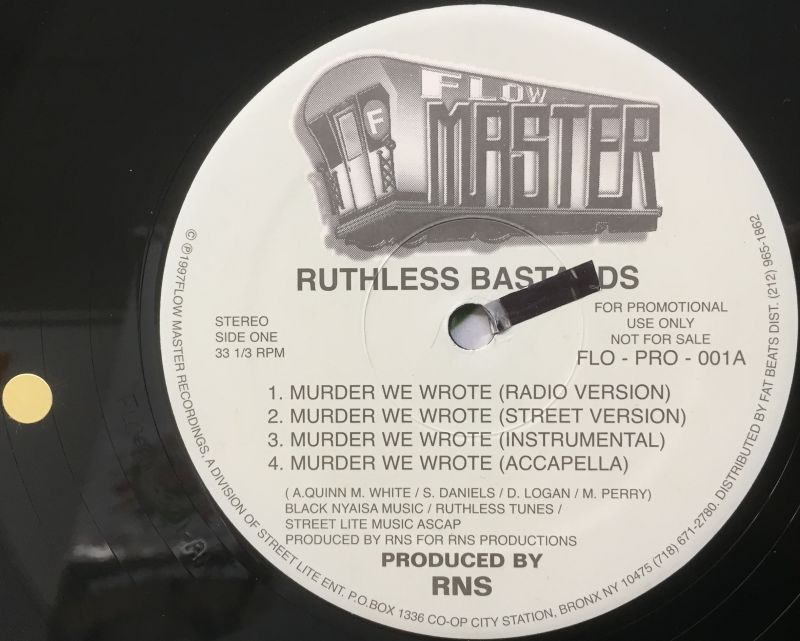 F
FLOW
MASTER
RUTHLESS BAST DS
STEREO
SIDE ONE
33 1/3 RPM
FOR PROMOTIONAL
USE ONLY
NOT FOR SALE
FLO - PRO - 001A
1. MURDER WE WROTE (RADIO VERSION)
2. MURDER WE WROTE (STREET VERSION)
3. MURDER WE WROTE (INSTRUMENTAL)
4. MURDER WE WROTE (ACCAPELLA)
( A.QUINN M. WHITE / S. DANIELS / D. LOGAN / M. PERRY)
BLACK NYAISA MUSIC / RUTHLESS TUNES /
STREET LITE MUSIC ASCAP
PRODUCED BY RNS FOR RNS PRODUCTIONS
PRODUCED BY
RNS
© ℗1997FLOW MASTER RECORDINGS, A DIVISION OF STREET LITE ENT. P.O.BOX 1336 CO-OP CITY STATION, BRONX NY 10475 (718) 671-2780. DISTRIBUTED BY FAT BEATS DIST. (212) 965-1862